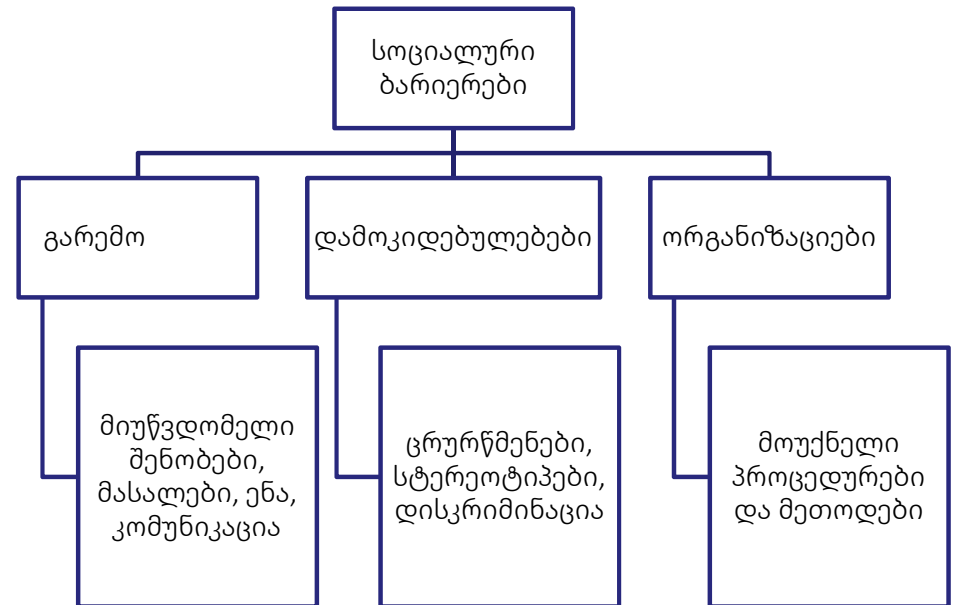 სოციალური
ბარიერები
გარემო
დამოკიდებულებები
ორგანიზაციები
მიუწვდომელი
შენობები,
მასალები, ენა,
კომუნიკაცია
ცრურწმენები,
სტერეოტიპები,
დისკრიმინაცია
მოუქნელი
პროცედურები
და მეთოდები